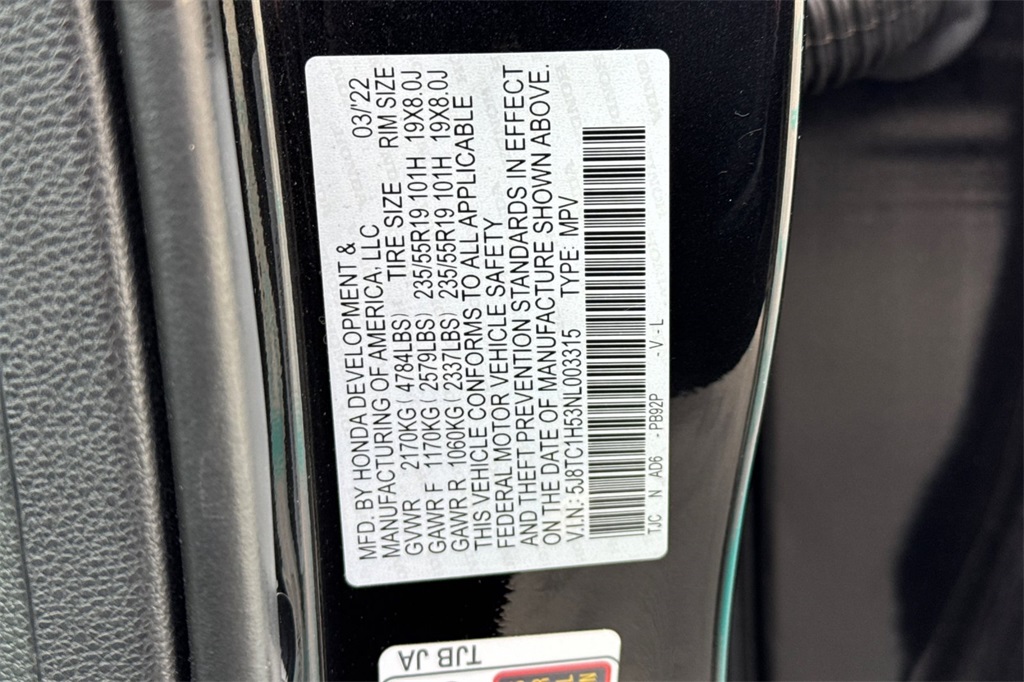 MFD. BY HONDA DEVELOPMENT &
MANUFACTURING OF AMERICA, LLC 03/'22
TIRE SIZE RIM SIZE
GVWR 2170KG ( 4784LBS)
GAWR F 1170KG ( 2579LBS) 235/55R19 101H 19X8.0J
GAWR R 1060KG ( 2337LBS) 235/55R19 101H 19X8.0J
THIS VEHICLE CONFORMS TO ALL APPLICABLE
FEDERAL MOTOR VEHICLE SAFETY
AND THEFT PREVENTION STANDARDS IN EFFECT
ON THE DATE OF MANUFACTURE SHOWN ABOVE.
V.I.N.: 5J8TC1H53NL003315 TYPE: MPV
TJC N AD6 -PB92P -V-L
TJB JA